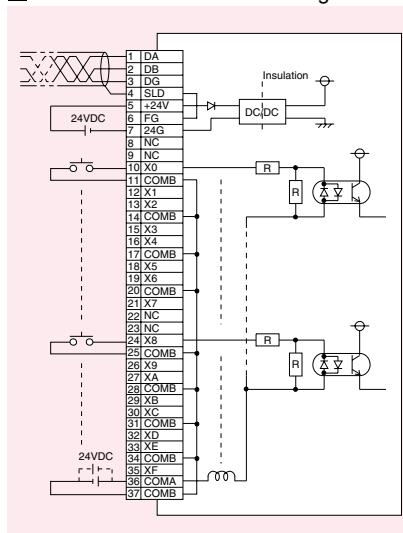 1 DA
2 DB
3 DG
4 SLD
5 +24V
6 FG
7 24G
8 NC
9 NC
10 X0
11 COMB
12 X1
13 X2
14 COMB
15 X3
16 X4
17 COMB
18 X5
19 X6
20 COMB
21 X7
22 NC
23 NC
24 X8
25 COMB
26 X9
27 XA
28 COMB
29 XB
30 XC
31 COMB
32 XD
33 XE
34 COMB
35 XF
36 COMA
37 COMB
24VDC
24VDC
Insulation
DC DC
R
R
R
R